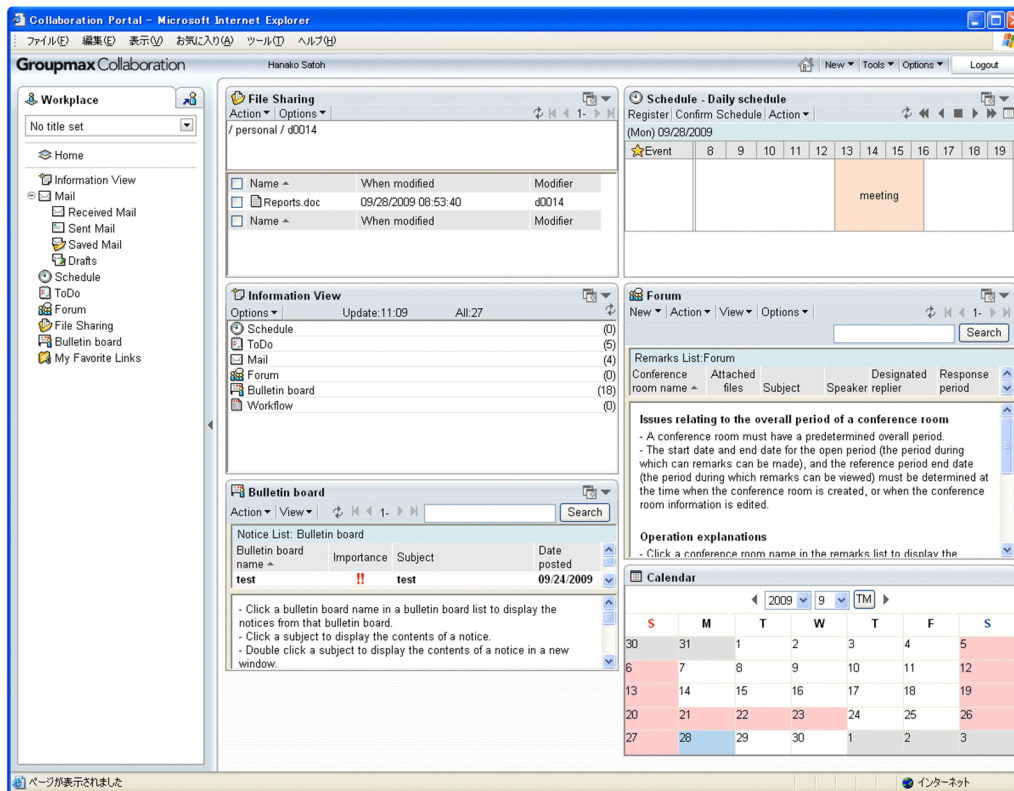 Collaboration Portal - Microsoft Internet Explorer
ファイル(F) 編集(E) 表示(V) お気に入り(A) ツール(T) ヘルプ(H)
Groupmax Collaboration Hanako Satoh New Tools Options Logout
Workplace
No title set
Home
Information View
Mail
Received Mail
Sent Mail
Saved Mail
Drafts
Schedule
ToDo
Forum
File Sharing
Bulletin board
My Favorite Links
File Sharing
Action Options 1-
/ personal / d0014
Name When modified Modifier
Reports.doc 09/28/2009 08:53:40 d0014
Name When modified Modifier
Information View
Options Update:11:09 All:27
Schedule (0)
ToDo (5)
Mail (4)
Forum (0)
Bulletin board (18)
Workflow (0)
Bulletin board
Action View 1- Search
Notice List: Bulletin board
Bulletin board name Importance Subject Date posted
test !! test 09/24/2009
- Click a bulletin board name in a bulletin board list to display the
notices from that bulletin board.
- Click a subject to display the contents of a notice.
- Double click a subject to display the contents of a notice in a new
window.
Schedule - Daily schedule
Register Confirm Schedule Action
(Mon) 09/28/2009
Event 8 9 10 11 12 13 14 15 16 17 18 19
meeting
Forum
New Action View Options 1-
Search
Remarks List:Forum
Conference room name Attached files Subject Speaker Designated replier Response period
Issues relating to the overall period of a conference room
- A conference room must have a predetermined overall period.
- The start date and end date for the open period (the period during
which can remarks can be made), and the reference period end date
(the period during which remarks can be viewed) must be determined at
the time when the conference room is created, or when the conference
room information is edited.
Operation explanations
- Click a conference room name in the remarks list to display the
Calendar
2009 9 TM
S M T W T F S
30 31 1 2 3 4 5
6 7 8 9 10 11 12
13 14 15 16 17 18 19
20 21 22 23 24 25 26
27 28 29 30 1 2 3
ページが表示されました インターネット